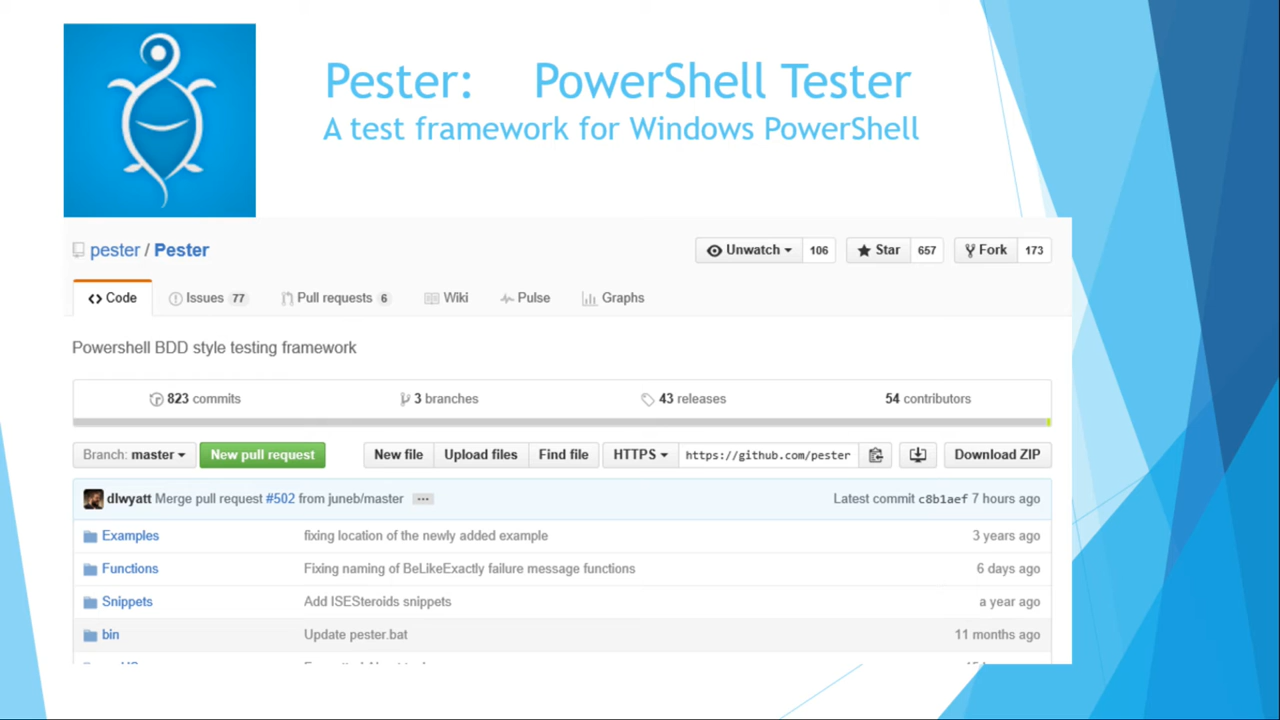 Pester: PowerShell Tester
A test framework for Windows PowerShell
pester / Pester
Unwatch 106 Star 657 Fork 173
Code Issues 77 Pull requests 6 Wiki Pulse Graphs
Powershell BDD style testing framework
823 commits 3 branches 43 releases 54 contributors
Branch: master New pull request New file Upload files Find file HTTPS https://github.com/pester Download ZIP
dlwyatt Merge pull request #502 from juneb/master ... Latest commit c8b1aef 7 hours ago
Examples fixing location of the newly added example 3 years ago
Functions Fixing naming of BeLikeExactly failure message functions 6 days ago
Snippets Add ISESteroids snippets a year ago
bin Update pester.bat 11 months ago